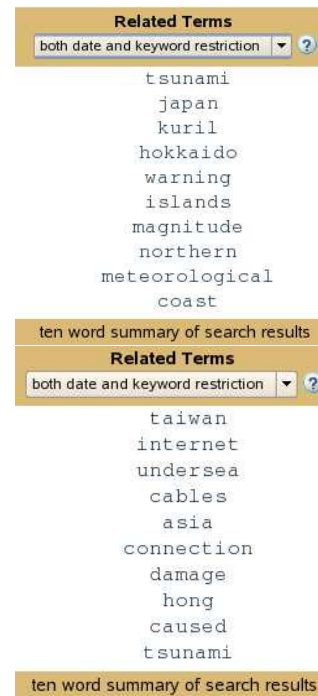 Related Terms
both date and keyword restriction ?
tsunami
japan
kuril
hokkaido
warning
islands
magnitude
northern
meteorological
coast
ten word summary of search results
Related Terms
both date and keyword restriction ?
taiwan
internet
undersea
cables
asia
connection
damage
hong
caused
tsunami
ten word summary of search results